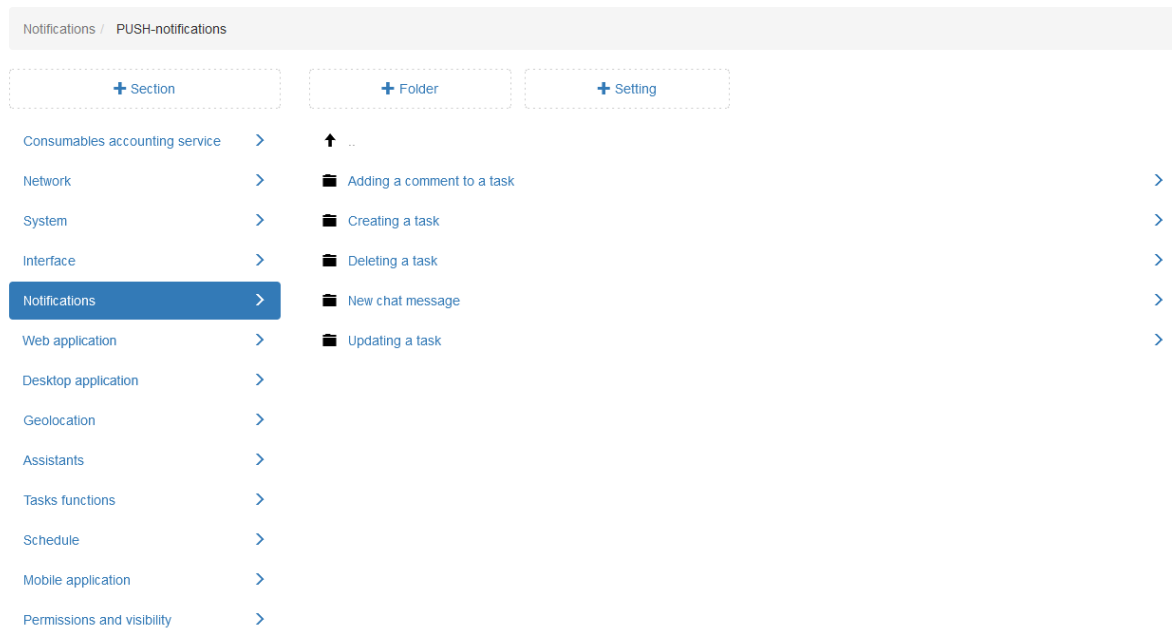 Notifications / PUSH-notifications
+ Section
+ Folder
+ Setting
Consumables accounting service
Network
System
Interface
Notifications
Web application
Desktop application
Geolocation
Assistants
Tasks functions
Schedule
Mobile application
Permissions and visibility
..
Adding a comment to a task
Creating a task
Deleting a task
New chat message
Updating a task